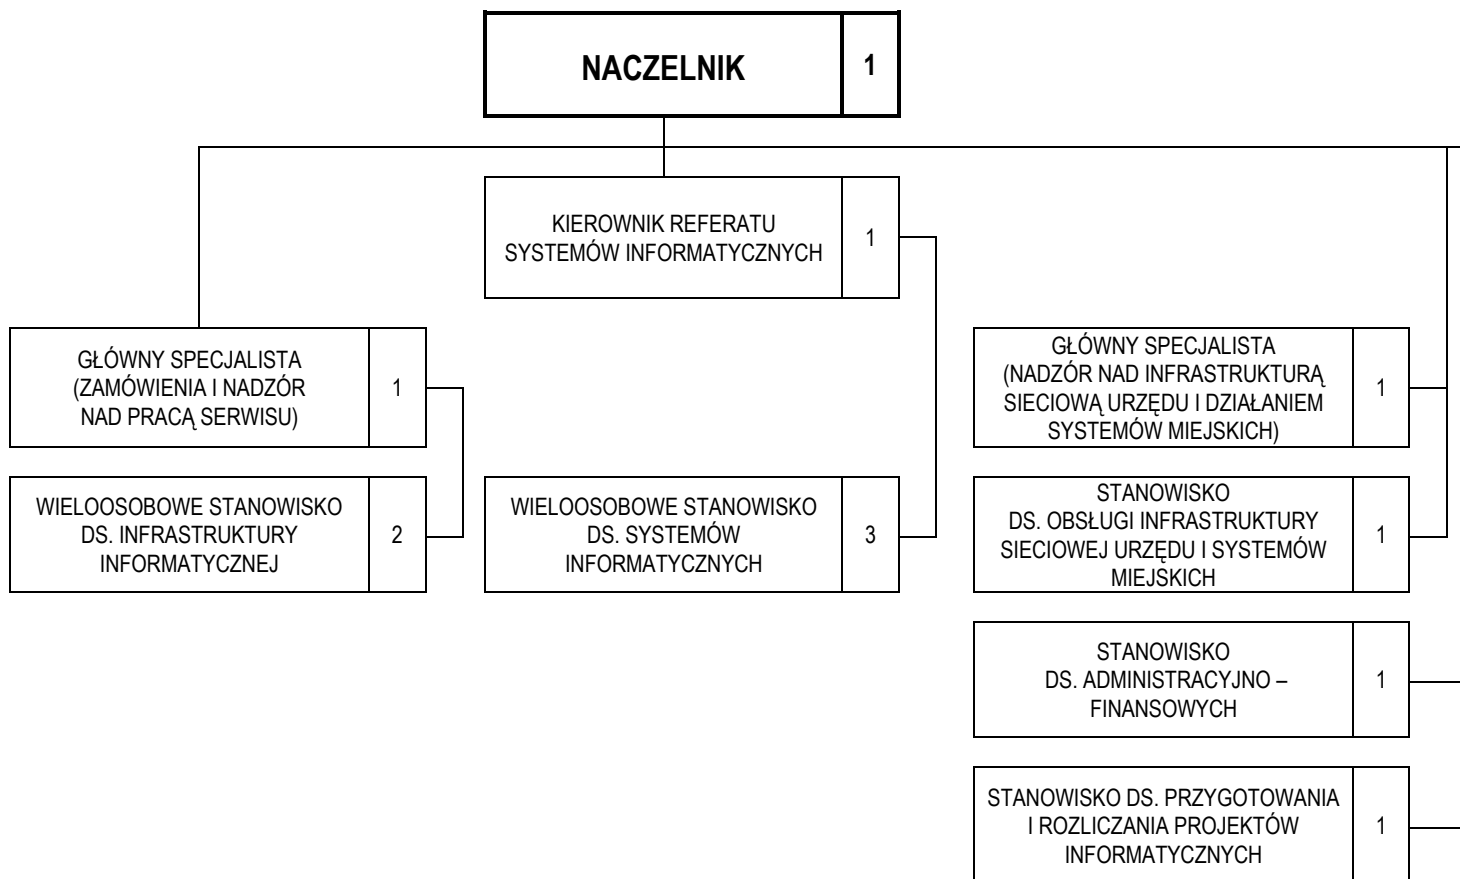 NACZELNIK
1
KIEROWNIK REFERATU
SYSTEMÓW INFORMATYCZNYCH
1
GŁÓWNY SPECJALISTA
(ZAMÓWIENIA I NADZÓR
NAD PRACĄ SERWISU)
1
GŁÓWNY SPECJALISTA
(NADZÓR NAD INFRASTRUKTURĄ
SIECIOWĄ URZĘDU I DZIAŁANIEM
SYSTEMÓW MIEJSKICH)
1
WIELOOSOBOWE STANOWISKO
DS. INFRASTRUKTURY
INFORMATYCZNEJ
2
WIELOOSOBOWE STANOWISKO
DS. SYSTEMÓW
INFORMATYCZNYCH
3
STANOWISKO
DS. OBSŁUGI INFRASTRUKTURY
SIECIOWEJ URZĘDU I SYSTEMÓW
MIEJSKICH
1
STANOWISKO
DS. ADMINISTRACYJNO –
FINANSOWYCH
1
STANOWISKO DS. PRZYGOTOWANIA
I ROZLICZANIA PROJEKTÓW
INFORMATYCZNYCH
1